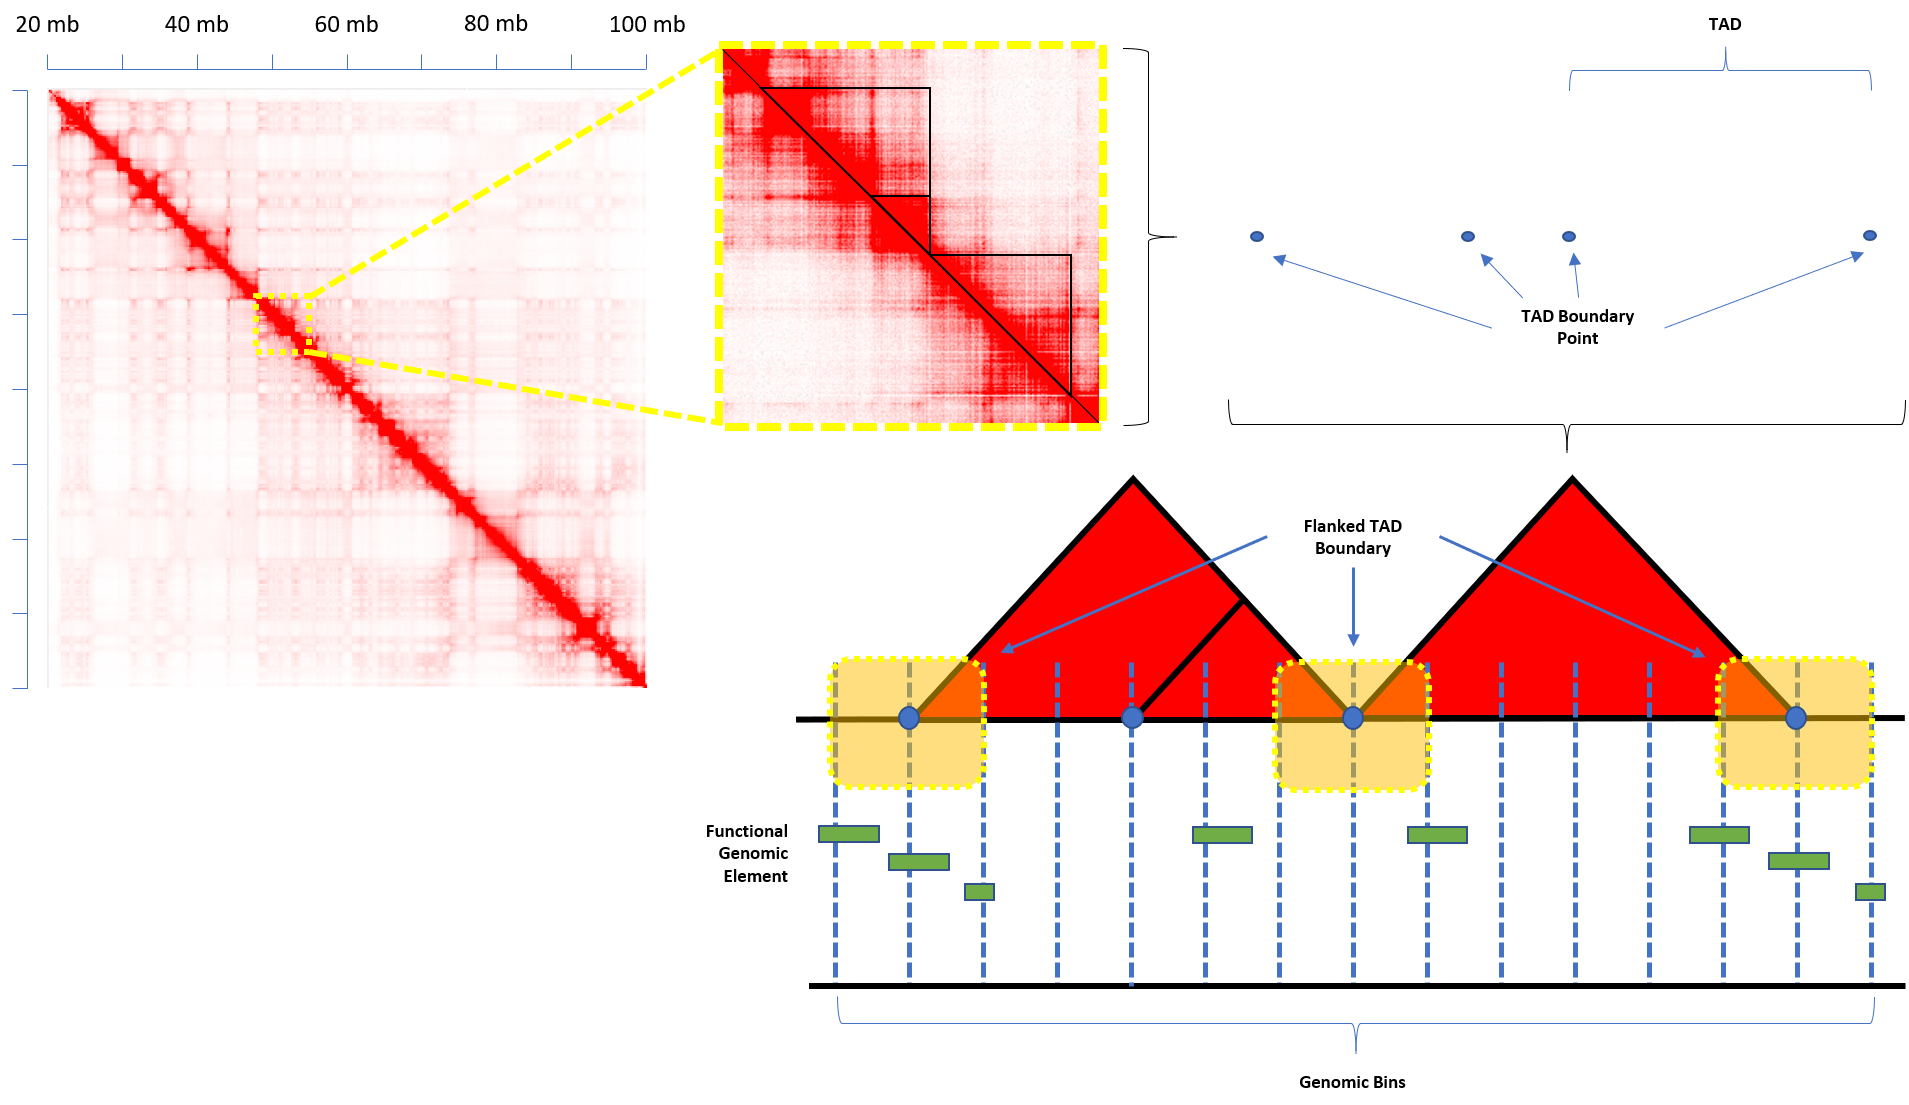 20 mb 40 mb 60 mb 80 mb 100 mb
TAD
TAD Boundary
Point
Flanked TAD
Boundary
Functional
Genomic
Element
Genomic Bins